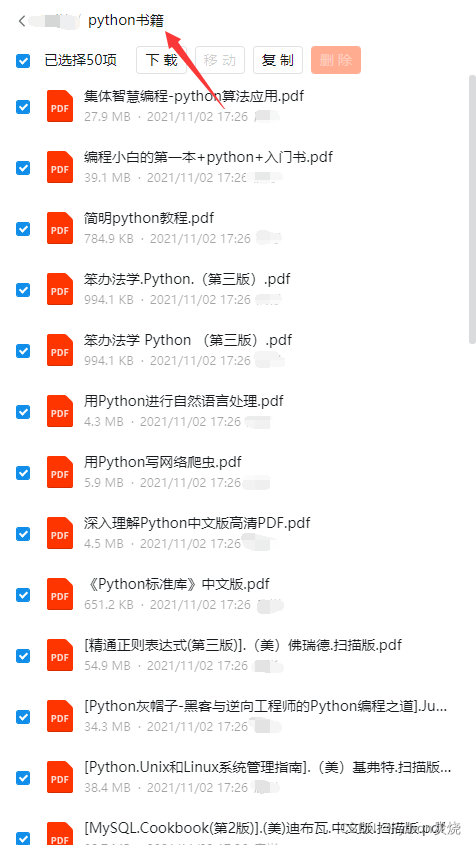 python书籍
已选择50项
下载
移动
复制
删除
PDF
集体智慧编程-python算法应用.pdf
27.9 MB · 2021/11/02 17:26
PDF
编程小白的第一本+python+入门书.pdf
39.1 MB · 2021/11/02 17:26
PDF
简明python教程.pdf
784.9 KB · 2021/11/02 17:26
PDF
笨办法学.Python.（第三版）.pdf
994.1 KB · 2021/11/02 17:26
PDF
笨办法学 Python （第三版）.pdf
994.1 KB · 2021/11/02 17:26
PDF
用Python进行自然语言处理.pdf
4.3 MB · 2021/11/02 17:26
PDF
用Python写网络爬虫.pdf
5.9 MB · 2021/11/02 17:26
PDF
深入理解Python中文版高清PDF.pdf
4.5 MB · 2021/11/02 17:26
PDF
《Python标准库》中文版.pdf
651.2 KB · 2021/11/02 17:26
PDF
[精通正则表达式(第三版)].（美）佛瑞德.扫描版.pdf
54.9 MB · 2021/11/02 17:26
PDF
[Python灰帽子-黑客与逆向工程师的Python编程之道].Ju...
34.3 MB · 2021/11/02 17:26
PDF
[Python.Unix和Linux系统管理指南].（美）基弗特.扫描版...
38.4 MB · 2021/11/02 17:26
PDF
[MySQL.Cookbook(第2版)].(美)迪布瓦.中文版.扫描版.pdf